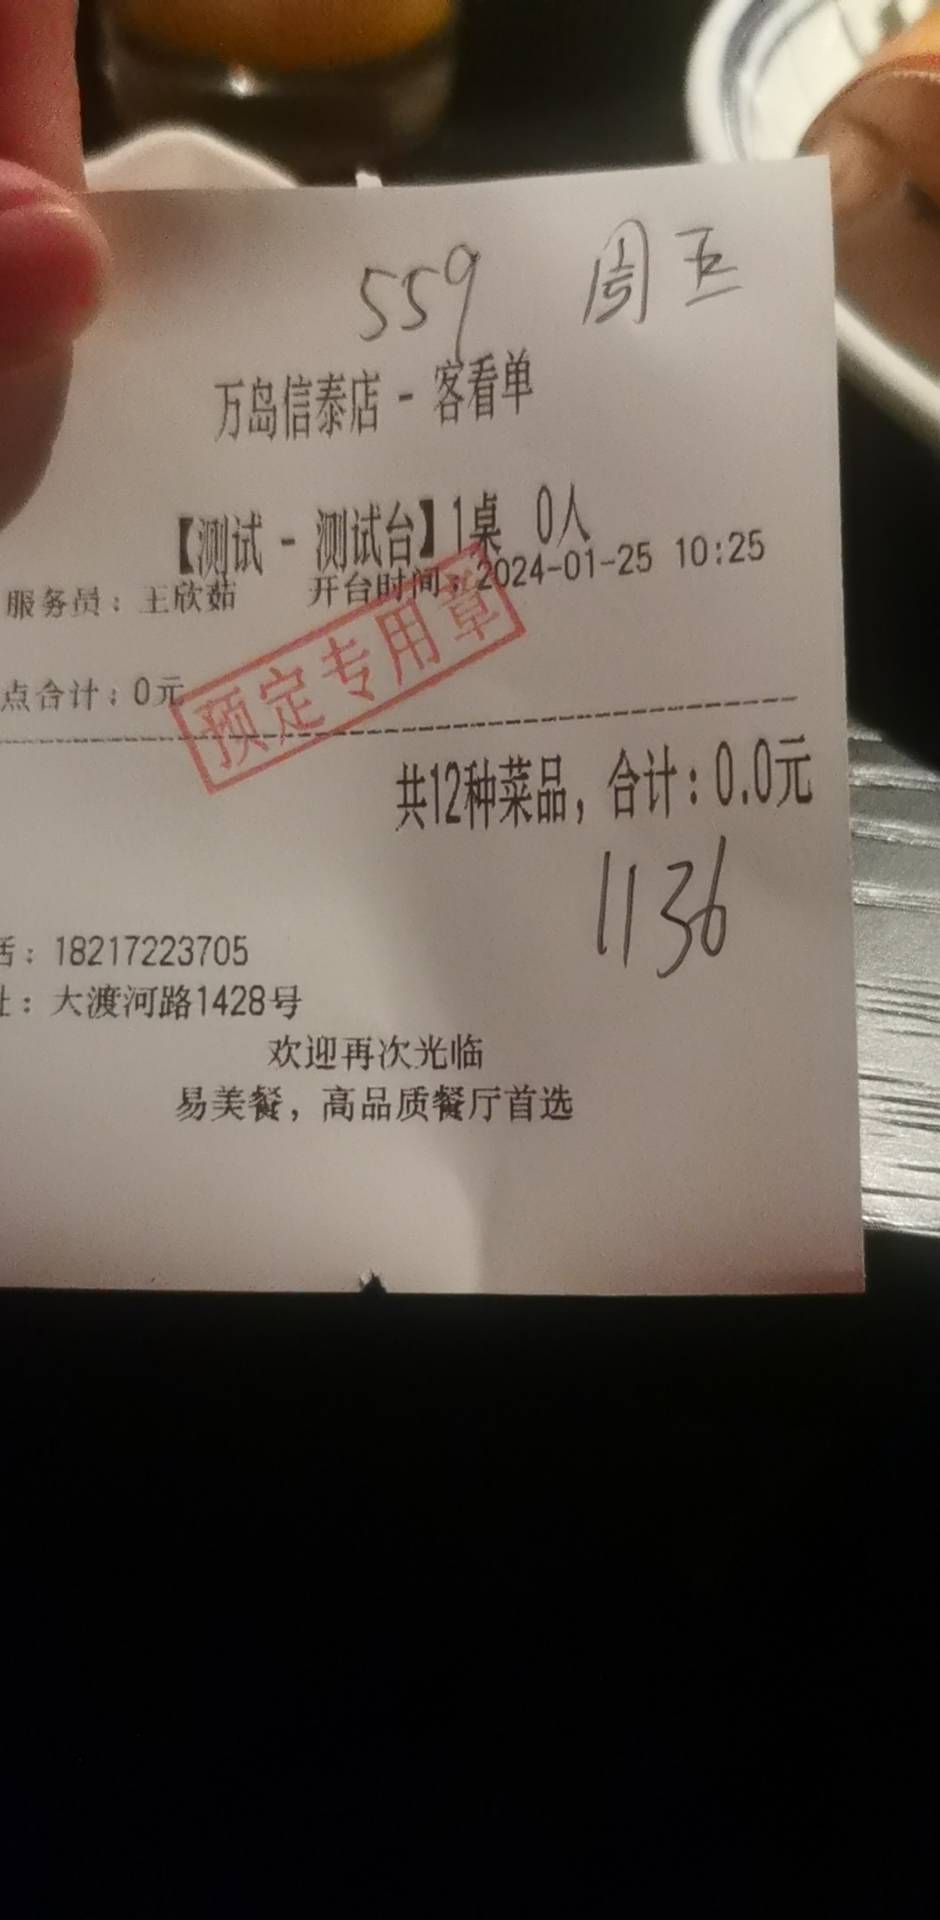 559 周五
万岛信泰店 - 客看单
【测试 - 测试台】1桌 0人
服务员：王欣茹 开台时间：2024-01-25 10:25
预定专用章
点合计：0元
共12种菜品，合计：0.0元
1136
话：18217223705
址：大渡河路1428号
欢迎再次光临
易美餐，高品质餐厅首选